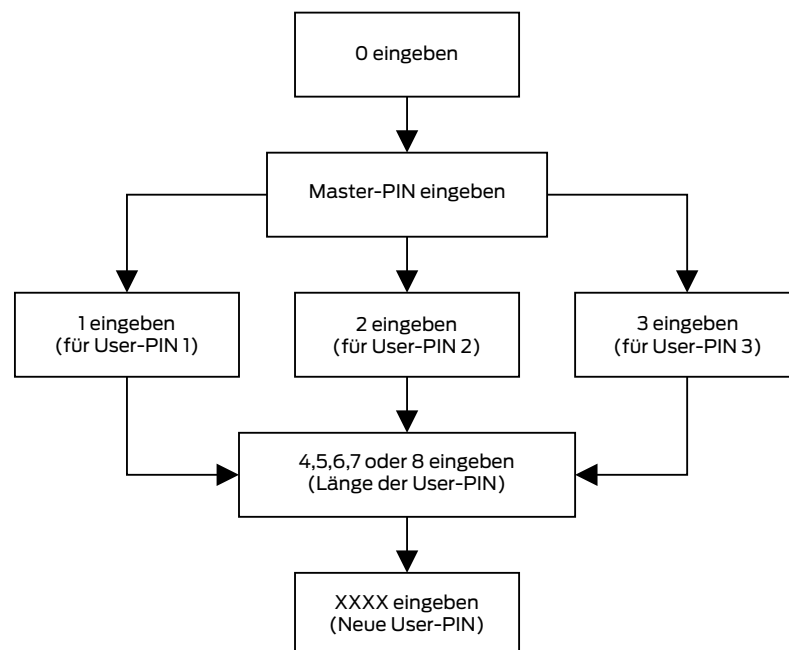 0 eingeben
Master-PIN eingeben
1 eingeben
(für User-PIN 1)
2 eingeben
(für User-PIN 2)
3 eingeben
(für User-PIN 3)
4,5,6,7 oder 8 eingeben
(Länge der User-PIN)
XXXX eingeben
(Neue User-PIN)